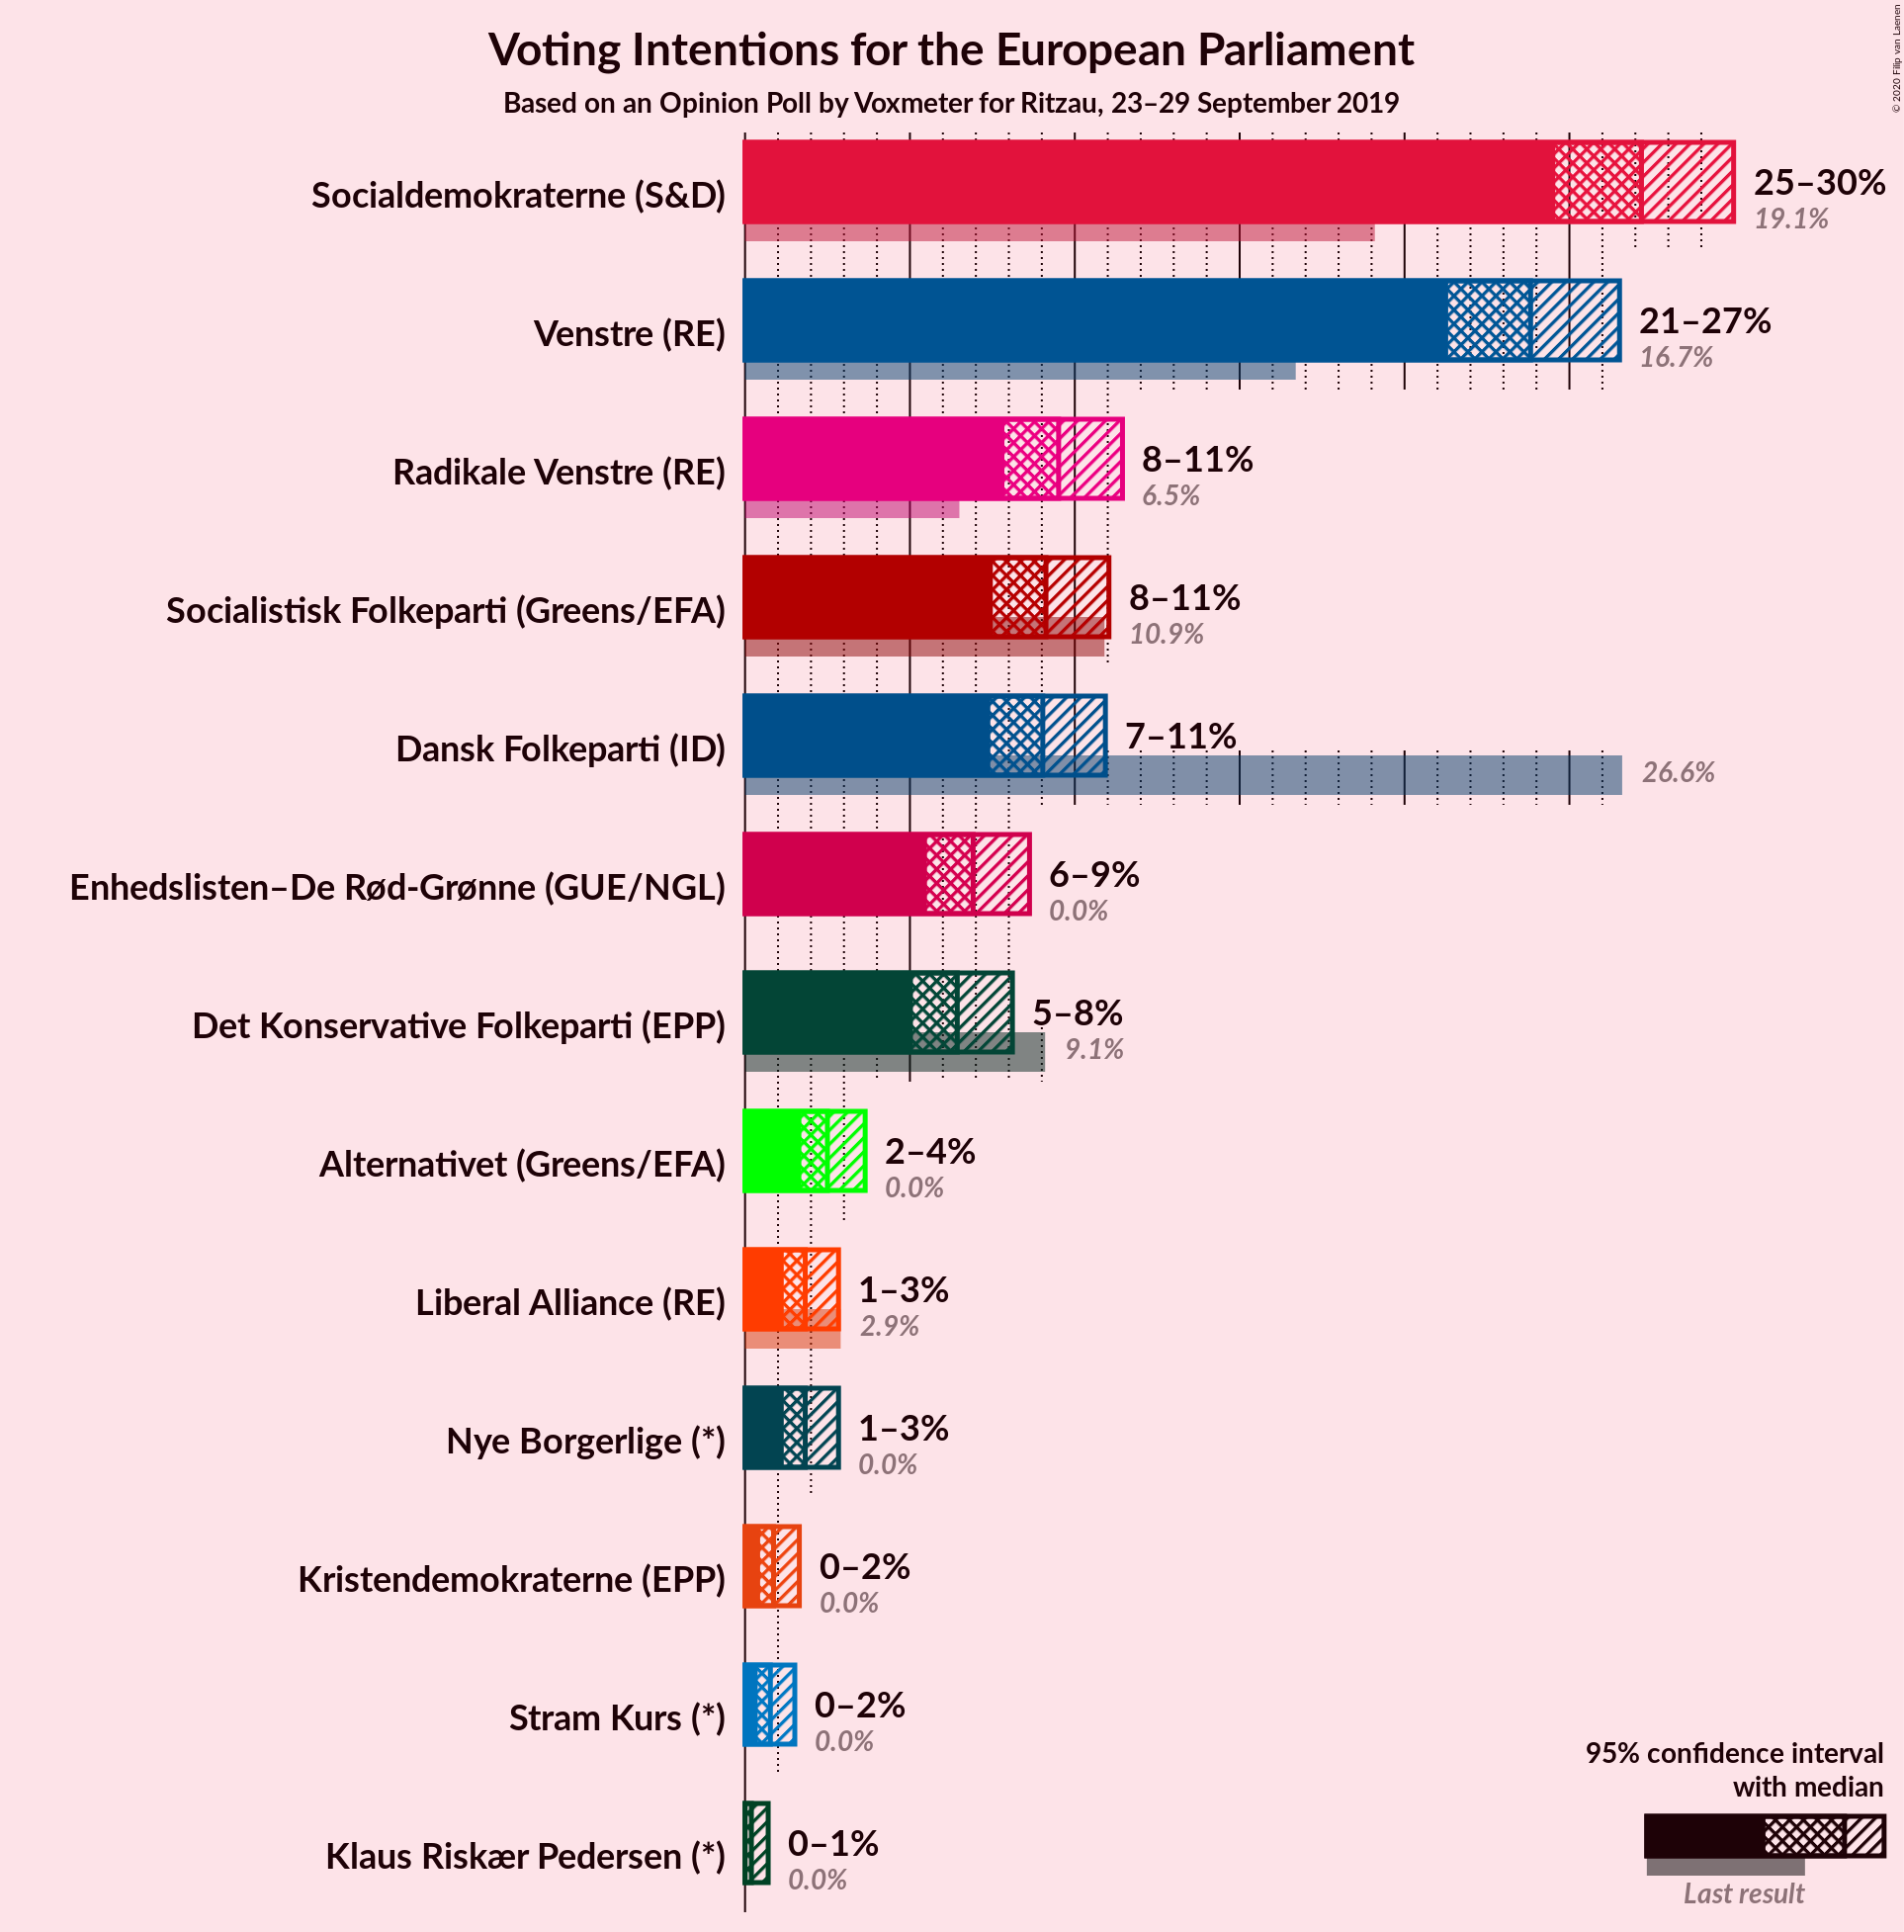 Voting Intentions for the European Parliament
Based on an Opinion Poll by Voxmeter for Ritzau, 23–29 September 2019
© 2020 Filip van Laenen
Socialdemokraterne (S&D)
25–30%
19.1%
Venstre (RE)
21–27%
16.7%
Radikale Venstre (RE)
8–11%
6.5%
Socialistisk Folkeparti (Greens/EFA)
8–11%
10.9%
Dansk Folkeparti (ID)
7–11%
26.6%
Enhedslisten–De Rød-Grønne (GUE/NGL)
6–9%
0.0%
Det Konservative Folkeparti (EPP)
5–8%
9.1%
Alternativet (Greens/EFA)
2–4%
0.0%
Liberal Alliance (RE)
1–3%
2.9%
Nye Borgerlige (*)
1–3%
0.0%
Kristendemokraterne (EPP)
0–2%
0.0%
Stram Kurs (*)
0–2%
0.0%
Klaus Riskær Pedersen (*)
0–1%
0.0%
95% confidence interval
with median
Last result